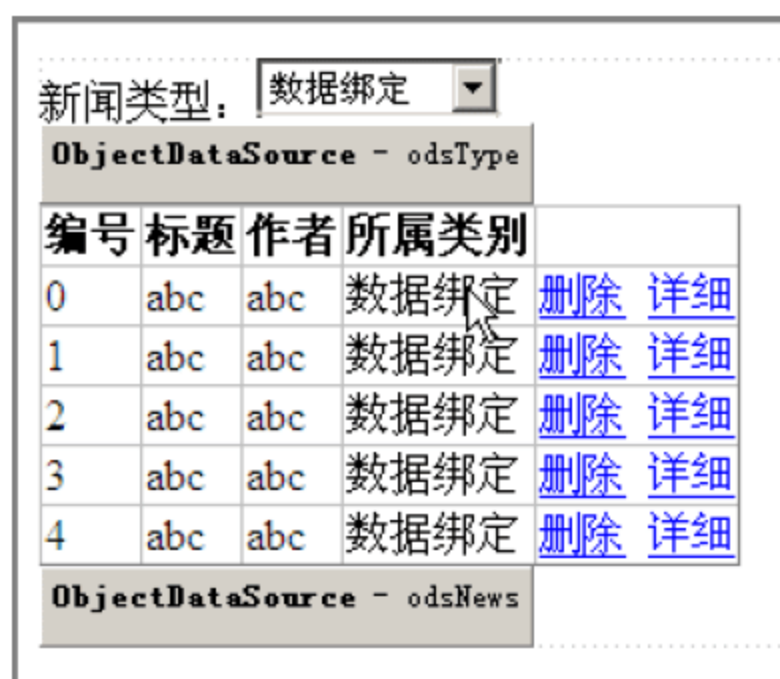 新闻类型： 数据绑定
ObjectDataSource - odsType
编号 标题 作者 所属类别
0 abc abc 数据绑定 删除 详细
1 abc abc 数据绑定 删除 详细
2 abc abc 数据绑定 删除 详细
3 abc abc 数据绑定 删除 详细
4 abc abc 数据绑定 删除 详细
ObjectDataSource - odsNews